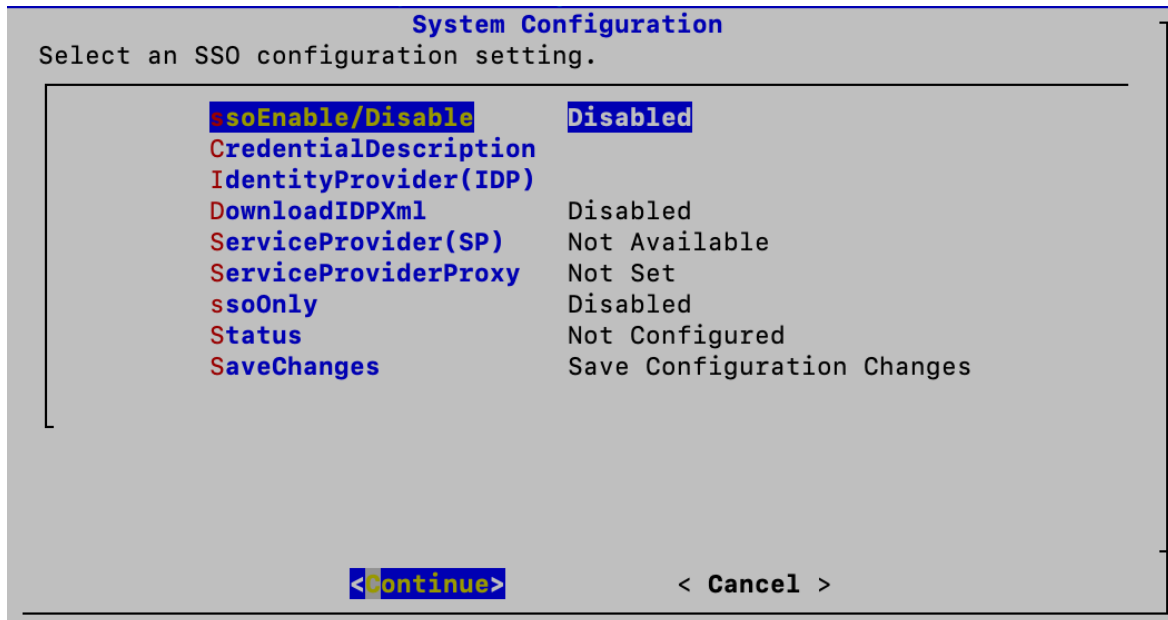 System Configuration
Select an SSO configuration setting.
ssoEnable/Disable Disabled
CredentialDescription
IdentityProvider(IDP)
DownloadIDPXml Disabled
ServiceProvider(SP) Not Available
ServiceProviderProxy Not Set
ssoOnly Disabled
Status Not Configured
SaveChanges Save Configuration Changes
<Continue> < Cancel >